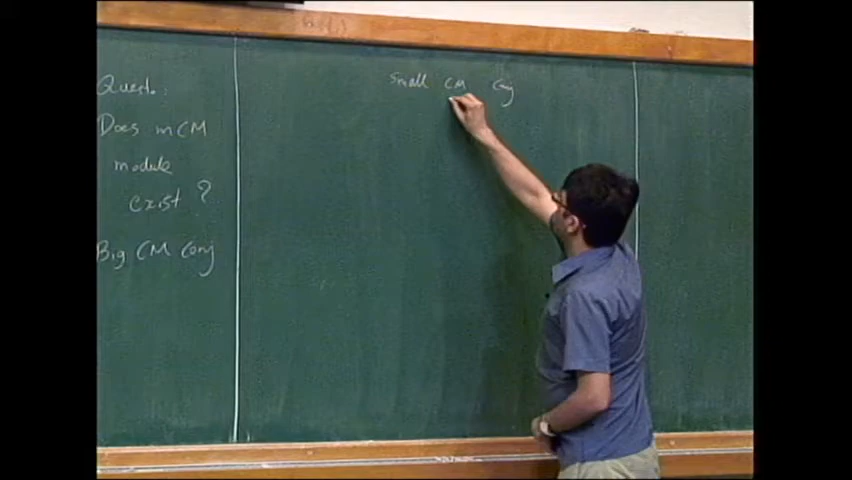 Quest.:
Does mCM
module
exist?
Big CM Conj
Small CM Conj